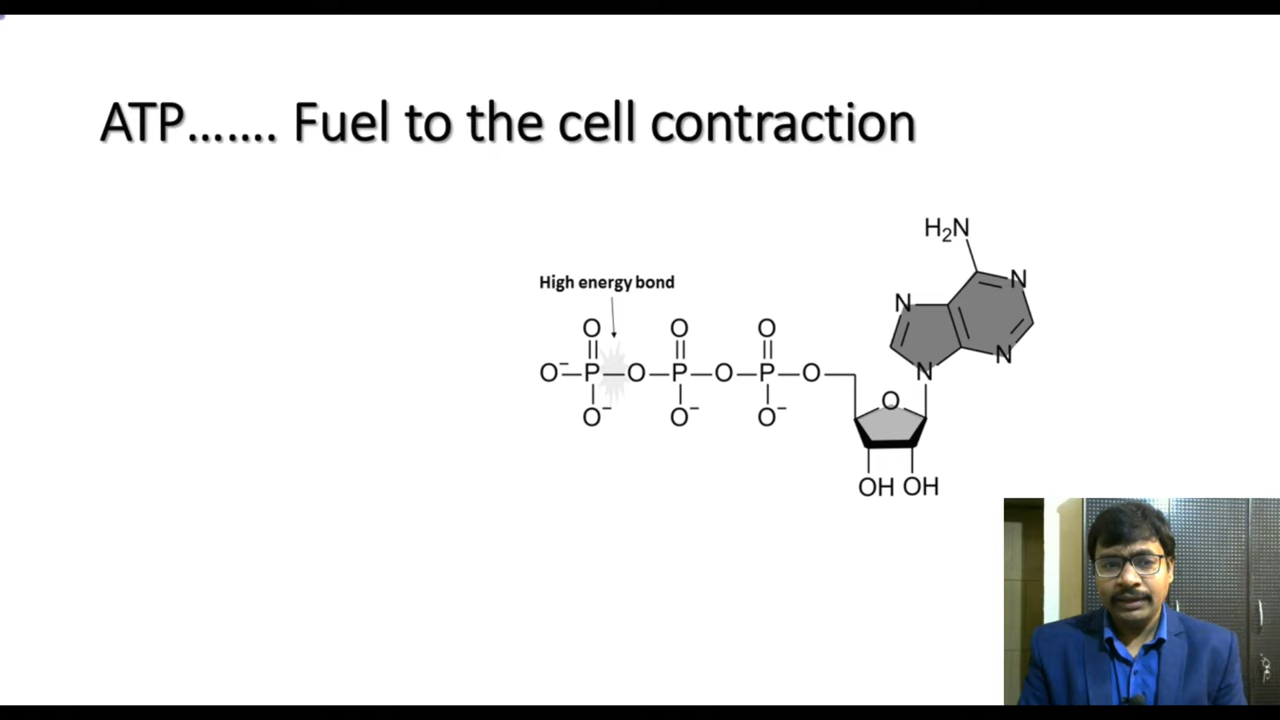 ATP....... Fuel to the cell contraction
H₂N
High energy bond
N
N
O O O
O⁻ P O P O P O
N
N
O⁻ O⁻ O⁻
O
OH OH